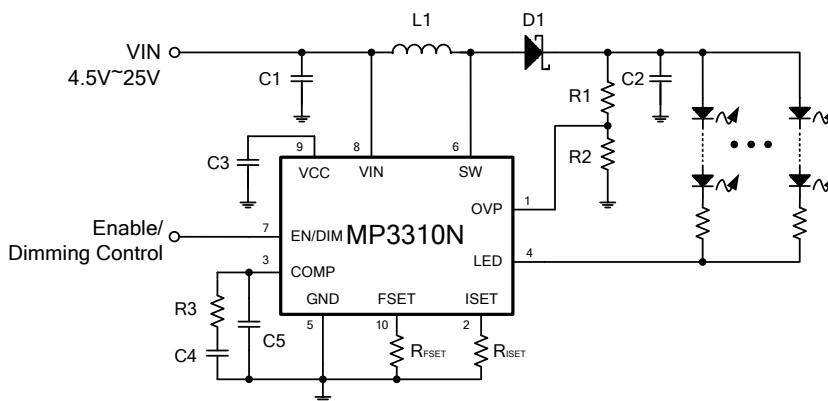 L1
D1
VIN
4.5V~25V
C1
C2
R1
R2
C3
9
8
6
VCC
VIN
SW
OVP
1
Enable/
Dimming Control
7
EN/DIM
MP3310N
LED
4
3
COMP
GND
FSET
ISET
5
10
2
R3
C4
C5
RFSET
RISET